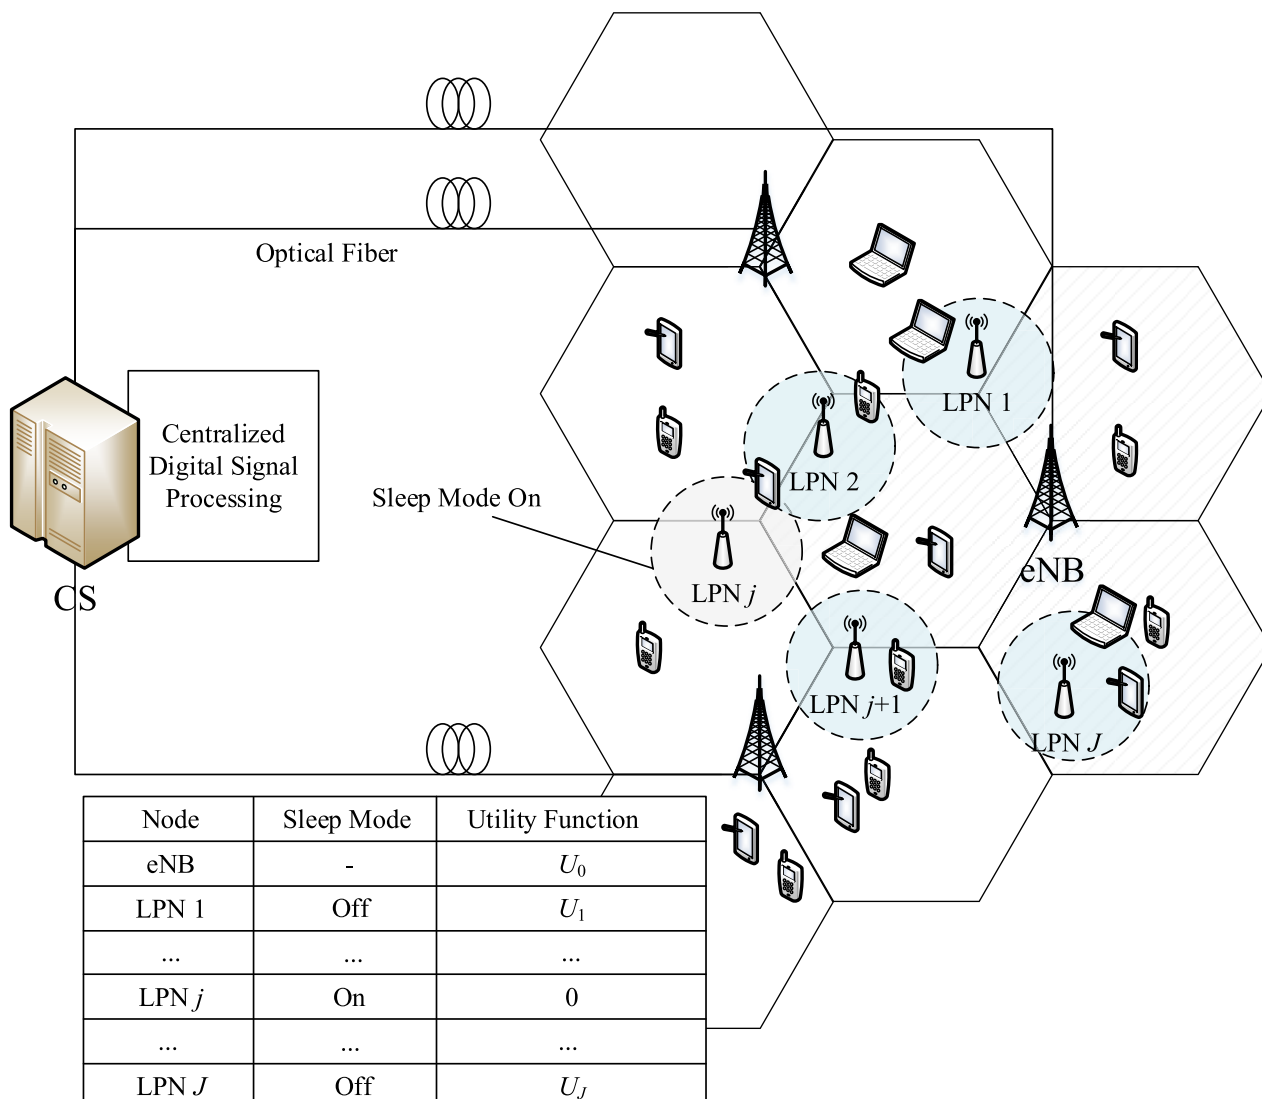 Optical Fiber
Centralized
Digital Signal
Processing
CS
Sleep Mode On
LPN 1
LPN 2
LPN j
eNB
LPN j+1
LPN J
Node Sleep Mode Utility Function
eNB - U0
LPN 1 Off U1
... ... ...
LPN j On 0
... ... ...
LPN J Off UJ